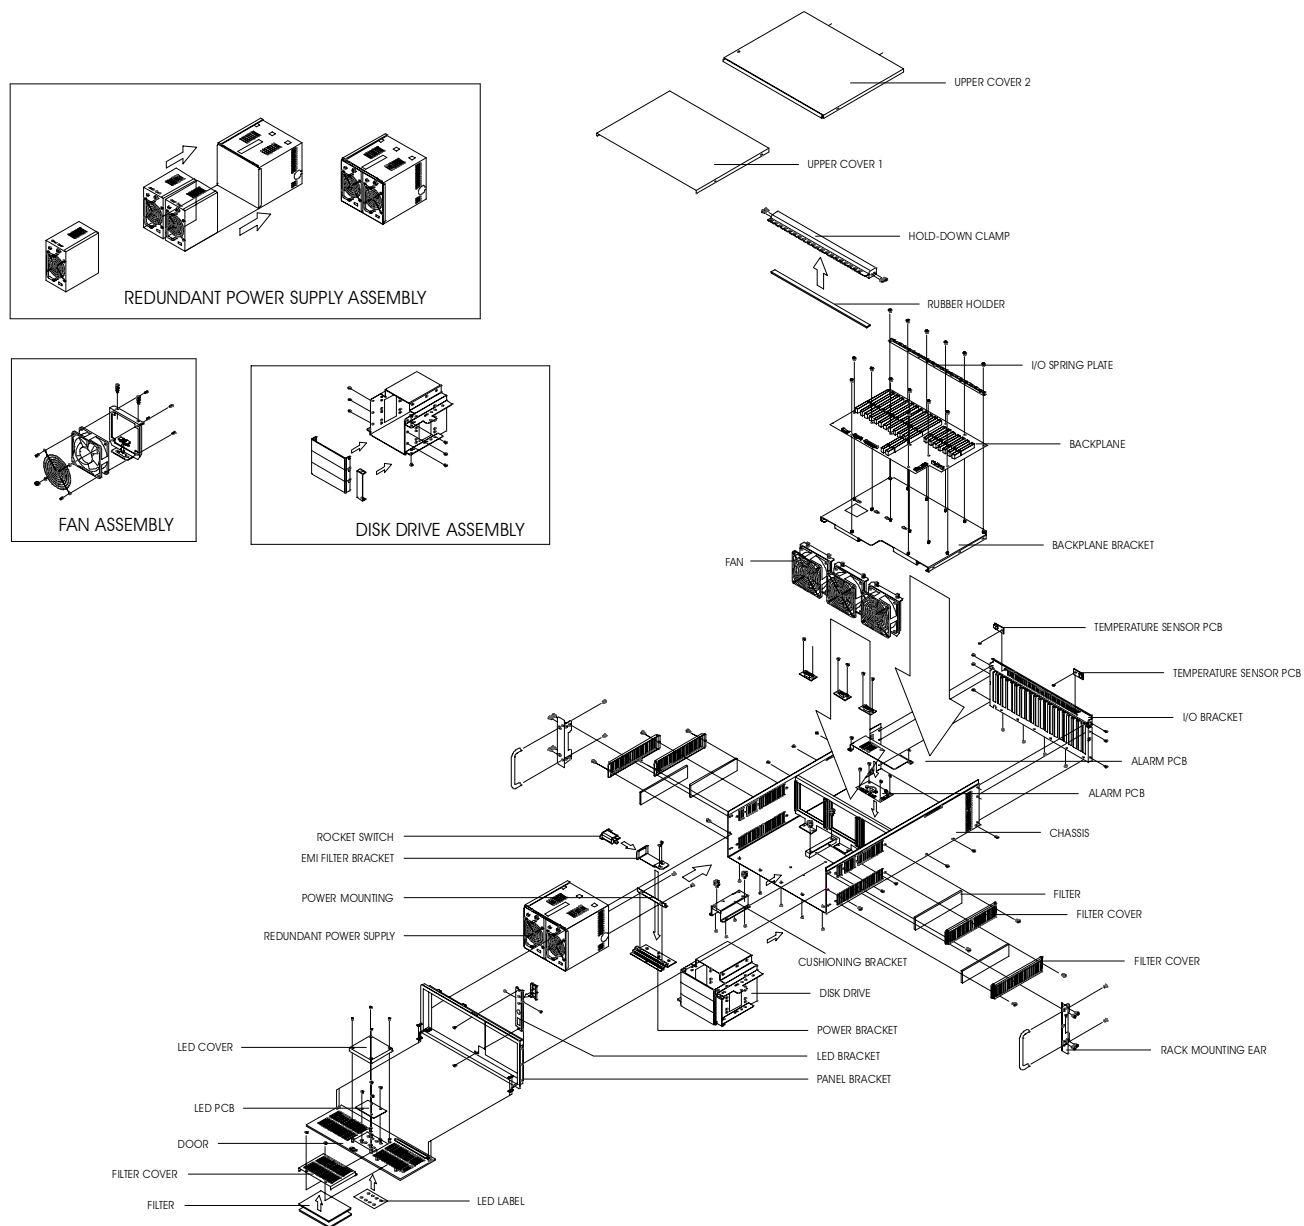 UPPER COVER 2
UPPER COVER 1
HOLD-DOWN CLAMP
RUBBER HOLDER
REDUNDANT POWER SUPPLY ASSEMBLY
I/O SPRING PLATE
BACKPLANE
FAN ASSEMBLY
DISK DRIVE ASSEMBLY
BACKPLANE BRACKET
FAN
TEMPERATURE SENSOR PCB
TEMPERATURE SENSOR PCB
I/O BRACKET
ALARM PCB
ALARM PCB
CHASSIS
ROCKET SWITCH
EMI FILTER BRACKET
POWER MOUNTING
FILTER
FILTER COVER
REDUNDANT POWER SUPPLY
CUSHIONING BRACKET
FILTER COVER
DISK DRIVE
POWER BRACKET
LED COVER
LED BRACKET
RACK MOUNTING EAR
PANEL BRACKET
LED PCB
DOOR
FILTER COVER
LED LABEL
FILTER